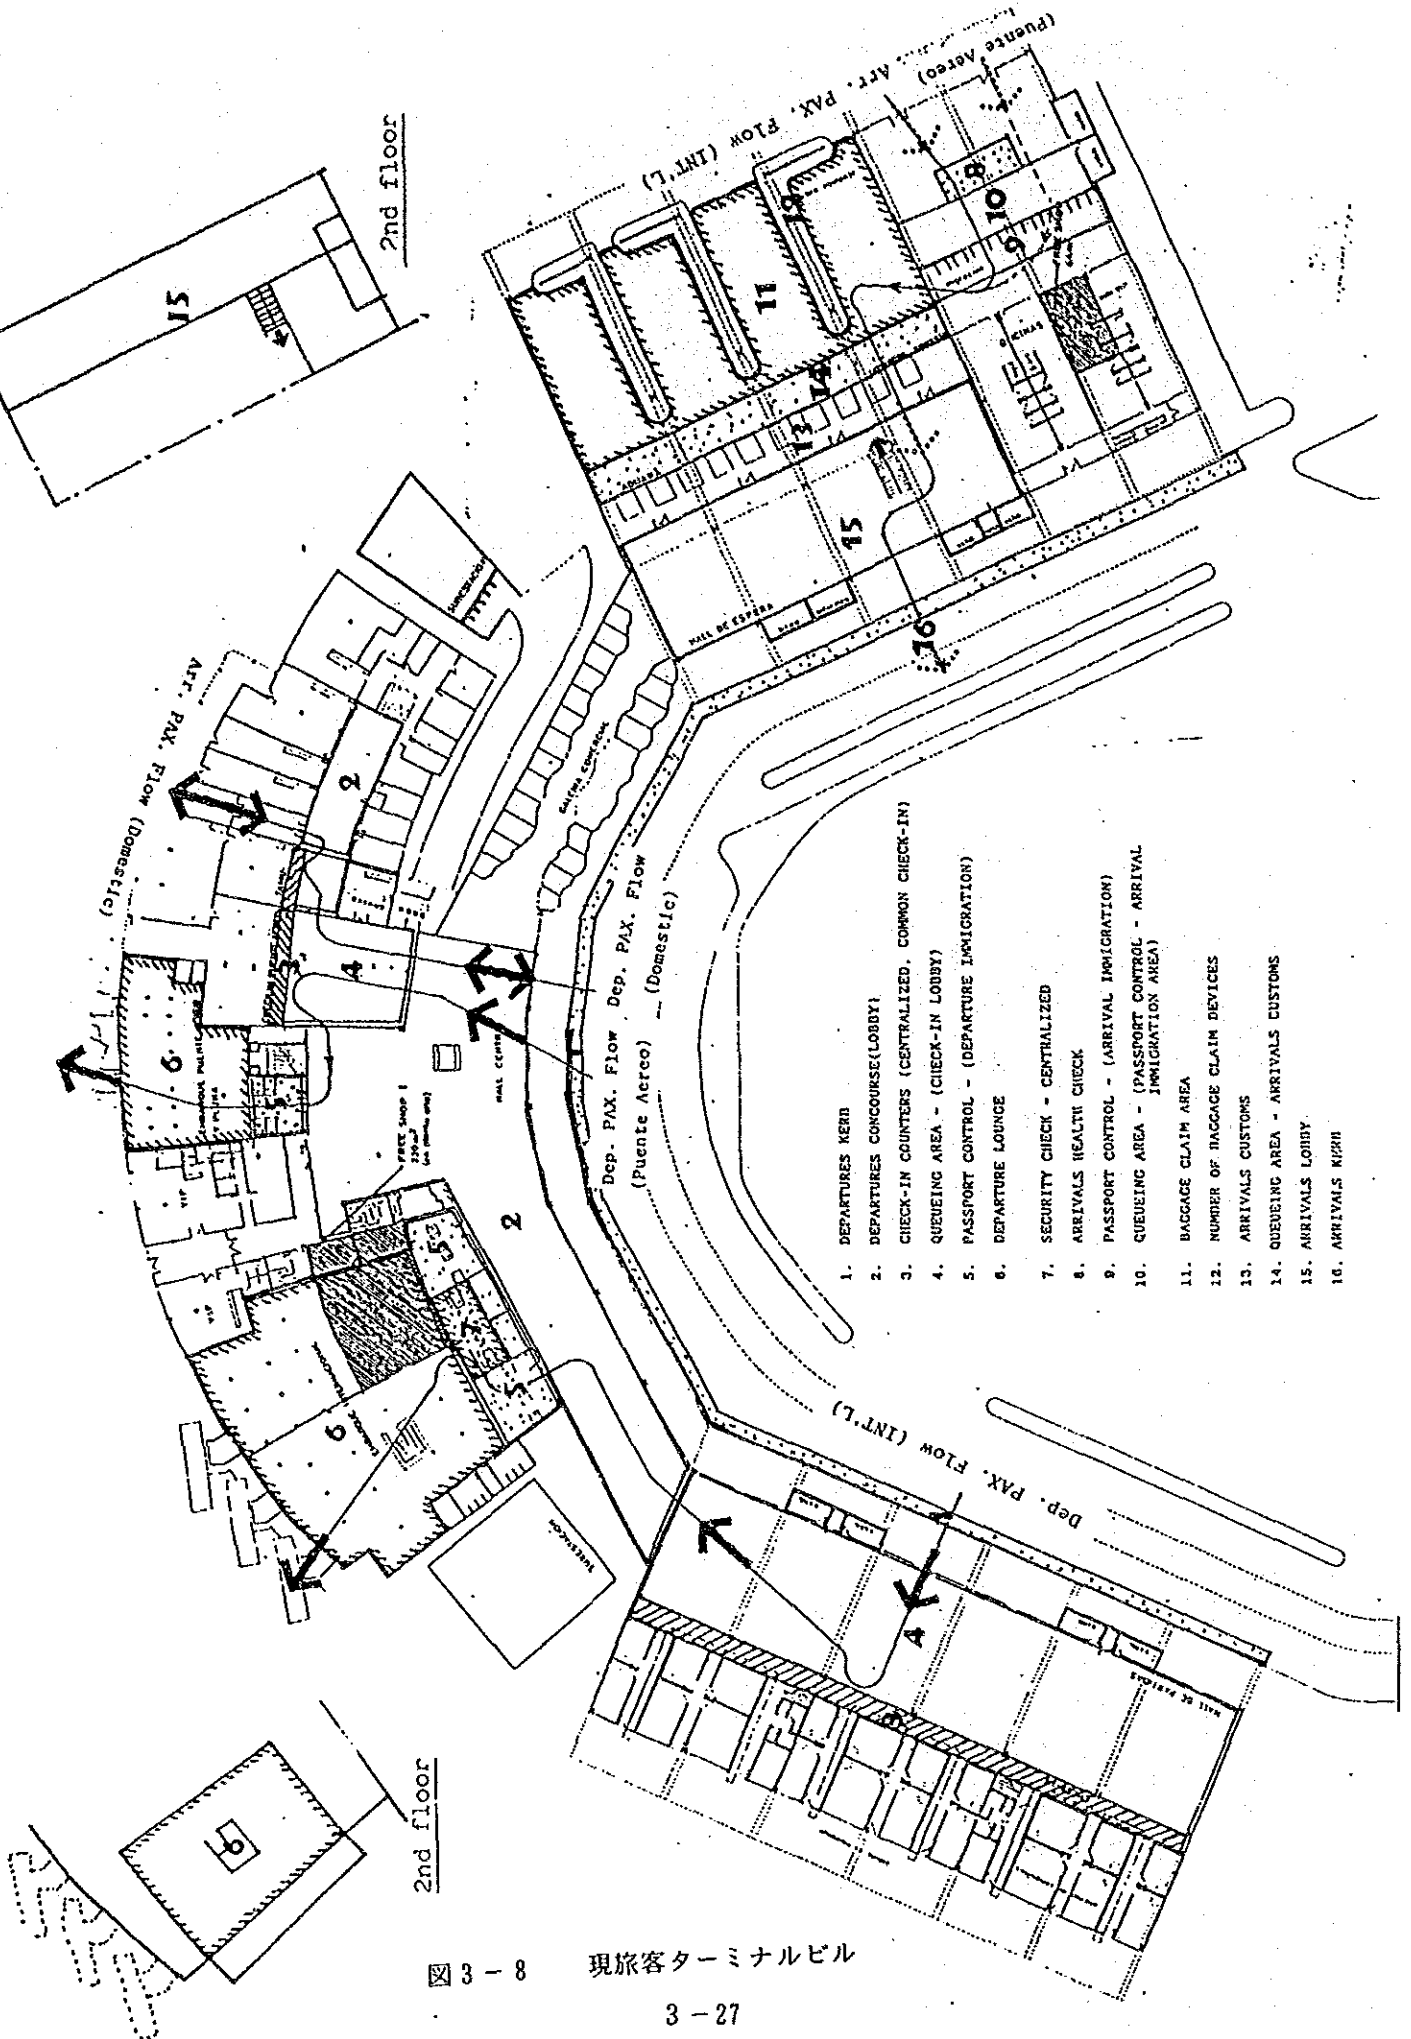 2nd floor
15
Arr. PAX. Flow (INT'L)
Arr.
(Puente Aereo)
8
10
9
12
11
14
13
15
16
ADUANA
OFICINAS
HALL DE ESPERA
Arr. PAX. Flow (Domestic)
2
3
4
6
5
VIP
FREE SHOP
HALL CENTRAL
Dep. PAX. Flow
(Puente Aereo)
Dep. PAX. Flow
(Domestic)
2
VIP
6
5
7
5
Dep. PAX. Flow (INT'L)
1
4
3
HALL DE PARTIDAS
1. DEPARTURES KERB
2. DEPARTURES CONCOURSE(LOBBY)
3. CHECK-IN COUNTERS (CENTRALIZED, COMMON CHECK-IN)
4. QUEUEING AREA - (CHECK-IN LOBBY)
5. PASSPORT CONTROL - (DEPARTURE IMMIGRATION)
6. DEPARTURE LOUNGE
7. SECURITY CHECK - CENTRALIZED
8. ARRIVALS HEALTH CHECK
9. PASSPORT CONTROL - (ARRIVAL IMMIGRATION)
10. QUEUEING AREA - (PASSPORT CONTROL - ARRIVAL
IMMIGRATION AREA)
11. BAGGAGE CLAIM AREA
12. NUMBER OF BAGGAGE CLAIM DEVICES
13. ARRIVALS CUSTOMS
14. QUEUEING AREA - ARRIVALS CUSTOMS
15. ARRIVALS LOBBY
16. ARRIVALS KERB
6
2nd floor
図3-8 現旅客ターミナルビル
3-27